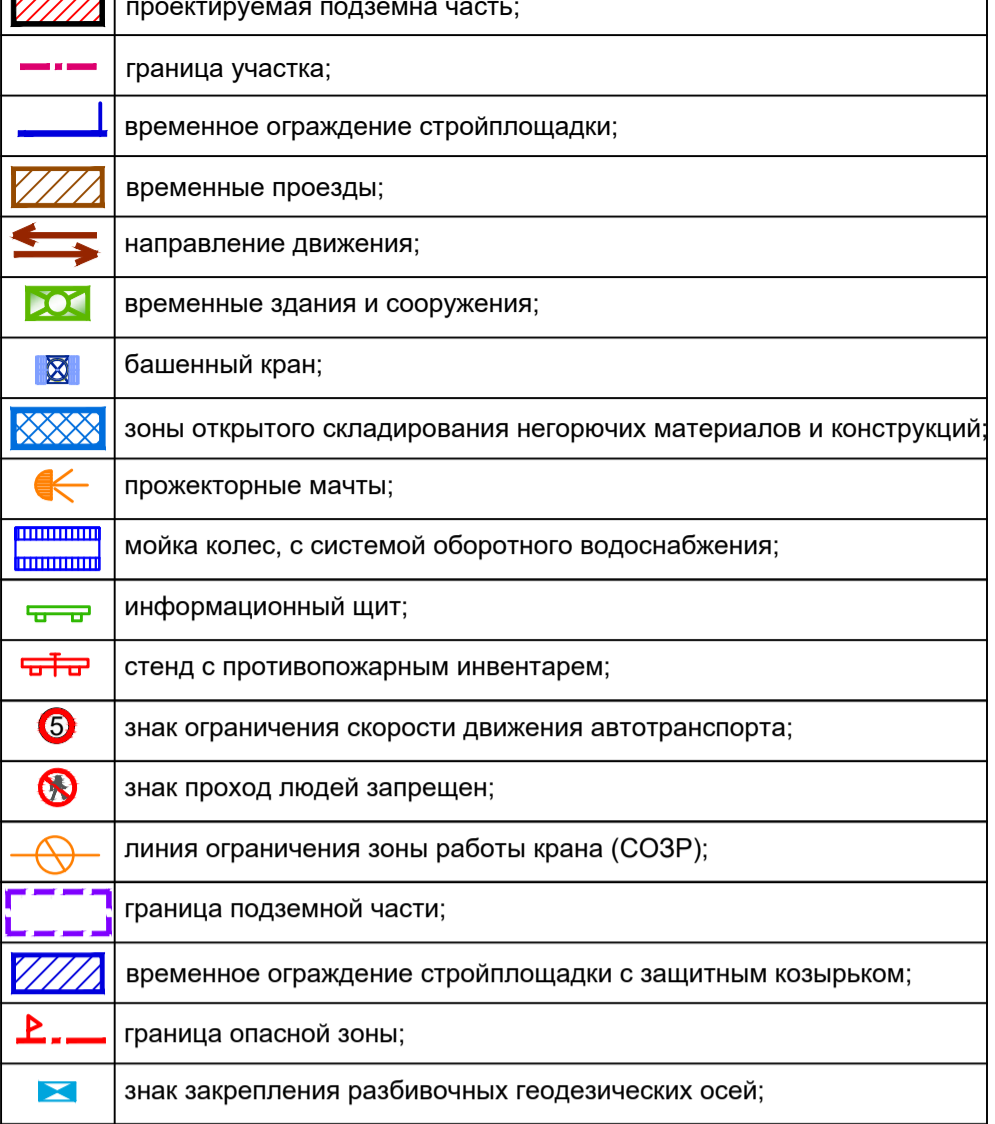 проектируемая подземна часть;
граница участка;
временное ограждение стройплощадки;
временные проезды;
направление движения;
временные здания и сооружения;
башенный кран;
зоны открытого складирования негорючих материалов и конструкций;
прожекторные мачты;
мойка колес, с системой оборотного водоснабжения;
информационный щит;
стенд с противопожарным инвентарем;
5 знак ограничения скорости движения автотранспорта;
знак проход людей запрещен;
линия ограничения зоны работы крана (СОЗР);
граница подземной части;
временное ограждение стройплощадки с защитным козырьком;
граница опасной зоны;
знак закрепления разбивочных геодезических осей;